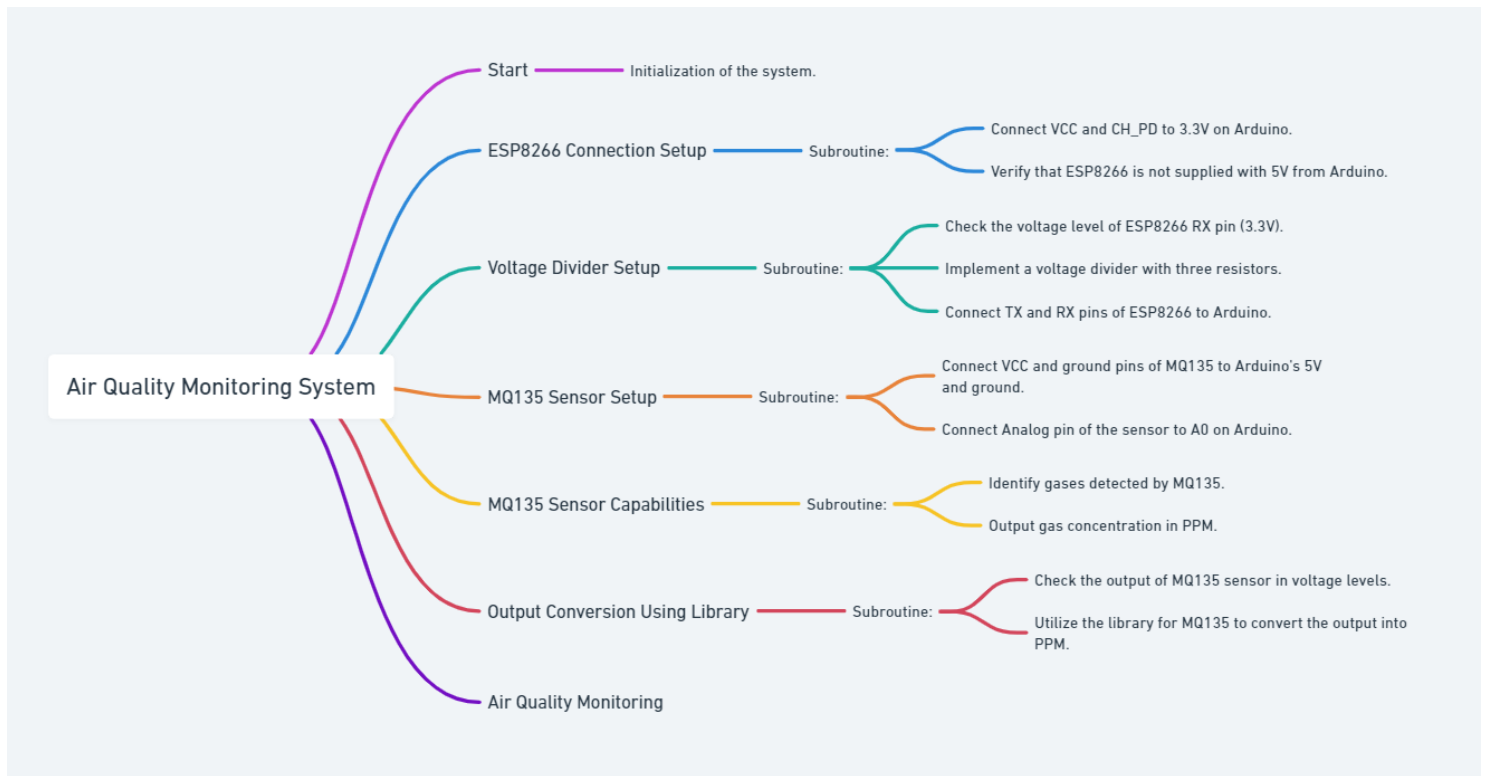 Start
Initialization of the system.
ESP8266 Connection Setup
Subroutine:
Connect VCC and CH_PD to 3.3V on Arduino.
Verify that ESP8266 is not supplied with 5V from Arduino.
Voltage Divider Setup
Subroutine:
Check the voltage level of ESP8266 RX pin (3.3V).
Implement a voltage divider with three resistors.
Connect TX and RX pins of ESP8266 to Arduino.
Air Quality Monitoring System
MQ135 Sensor Setup
Subroutine:
Connect VCC and ground pins of MQ135 to Arduino's 5V
and ground.
Connect Analog pin of the sensor to A0 on Arduino.
MQ135 Sensor Capabilities
Subroutine:
Identify gases detected by MQ135.
Output gas concentration in PPM.
Output Conversion Using Library
Subroutine:
Check the output of MQ135 sensor in voltage levels.
Utilize the library for MQ135 to convert the output into
PPM.
Air Quality Monitoring